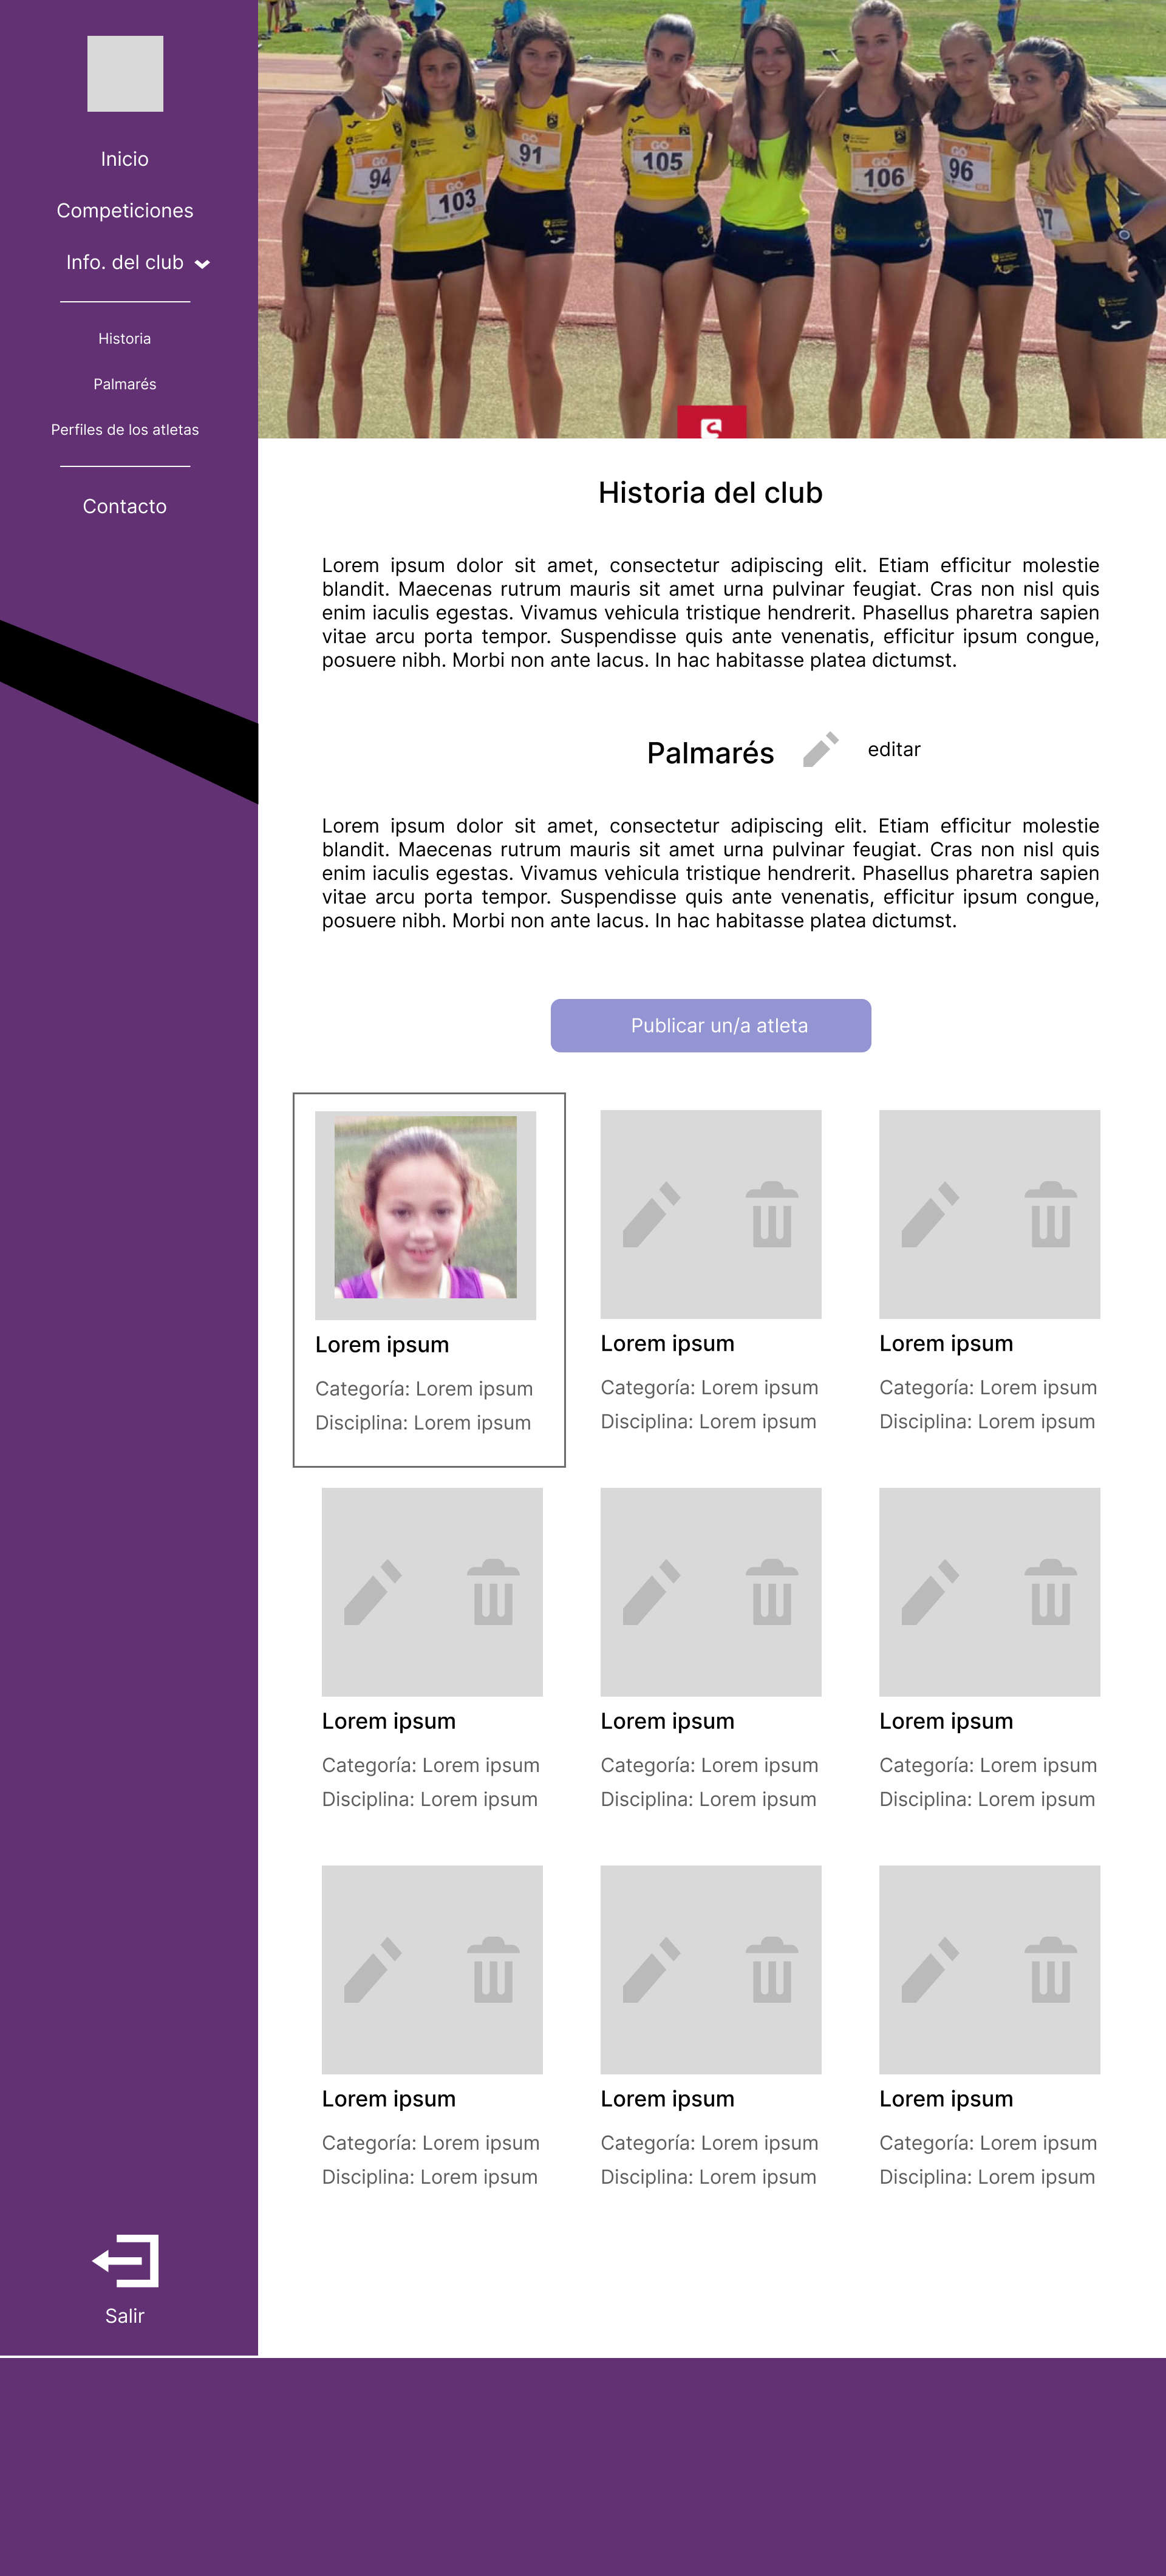 Inicio
Competiciones
Info. del club
Historia
Palmarés
Perfiles de los atletas
Contacto
94
103
91
105
106
96
97
GO
GO
GO
GO
GO
Historia del club
Lorem ipsum dolor sit amet, consectetur adipiscing elit. Etiam efficitur molestie
blandit. Maecenas rutrum mauris sit amet urna pulvinar feugiat. Cras non nisl quis
enim iaculis egestas. Vivamus vehicula tristique hendrerit. Phasellus pharetra sapien
vitae arcu porta tempor. Suspendisse quis ante venenatis, efficitur ipsum congue,
posuere nibh. Morbi non ante lacus. In hac habitasse platea dictumst.
Palmarés
editar
Lorem ipsum dolor sit amet, consectetur adipiscing elit. Etiam efficitur molestie
blandit. Maecenas rutrum mauris sit amet urna pulvinar feugiat. Cras non nisl quis
enim iaculis egestas. Vivamus vehicula tristique hendrerit. Phasellus pharetra sapien
vitae arcu porta tempor. Suspendisse quis ante venenatis, efficitur ipsum congue,
posuere nibh. Morbi non ante lacus. In hac habitasse platea dictumst.
Publicar un/a atleta
Lorem ipsum
Categoría: Lorem ipsum
Disciplina: Lorem ipsum
Lorem ipsum
Categoría: Lorem ipsum
Disciplina: Lorem ipsum
Lorem ipsum
Categoría: Lorem ipsum
Disciplina: Lorem ipsum
Lorem ipsum
Categoría: Lorem ipsum
Disciplina: Lorem ipsum
Lorem ipsum
Categoría: Lorem ipsum
Disciplina: Lorem ipsum
Lorem ipsum
Categoría: Lorem ipsum
Disciplina: Lorem ipsum
Lorem ipsum
Categoría: Lorem ipsum
Disciplina: Lorem ipsum
Lorem ipsum
Categoría: Lorem ipsum
Disciplina: Lorem ipsum
Lorem ipsum
Categoría: Lorem ipsum
Disciplina: Lorem ipsum
Salir